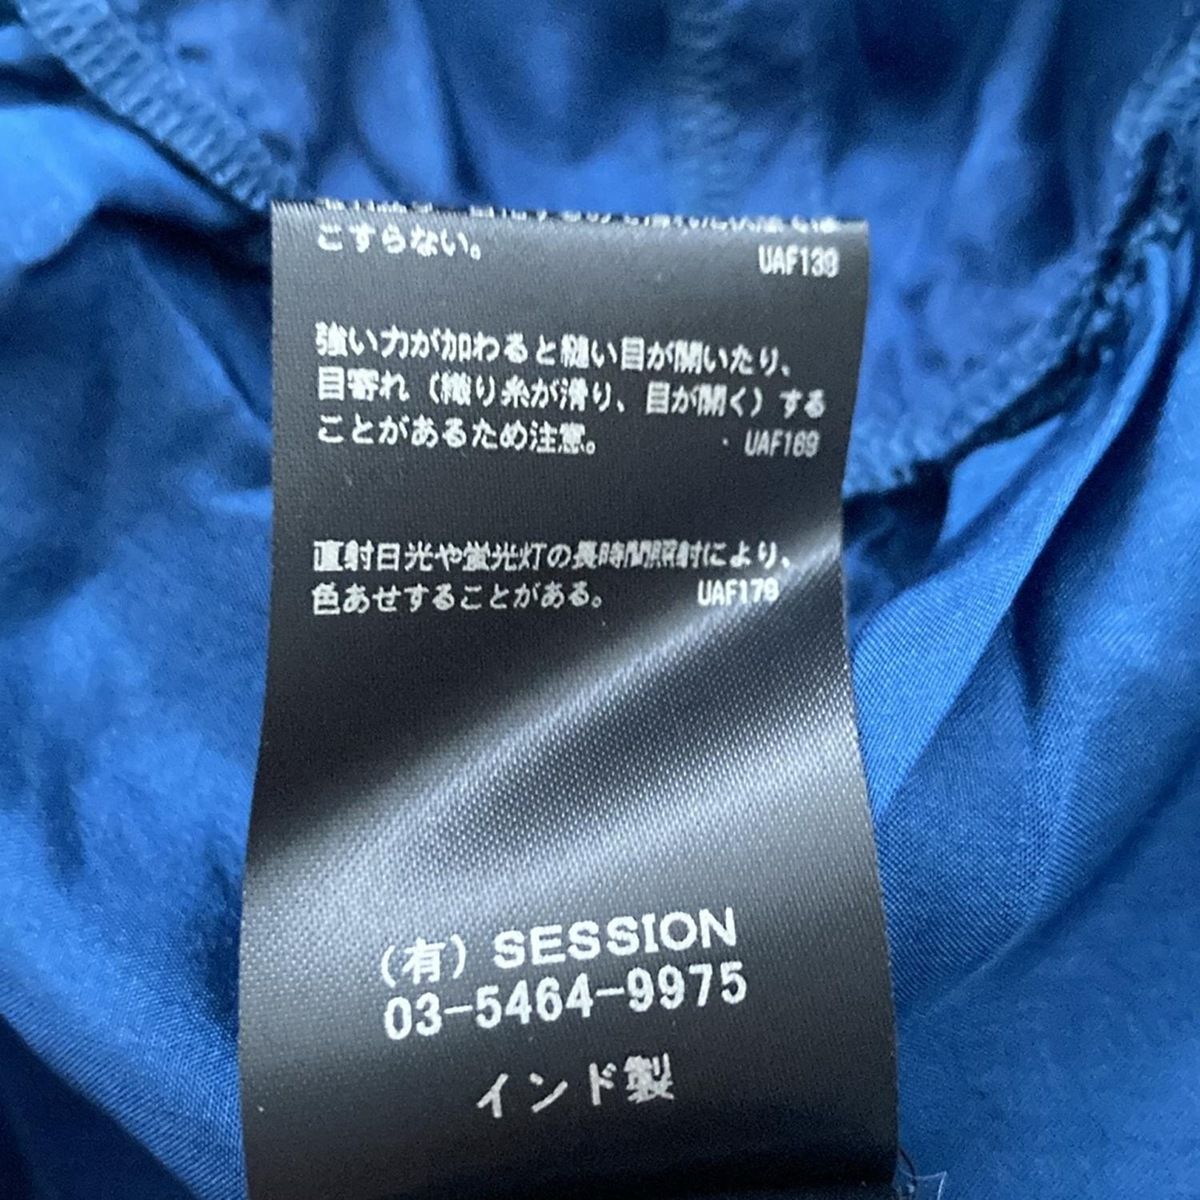 こすらない。 UAF139
強い力が加わると縫い目が開いたり、
目寄れ（織り糸が滑り、目が開く）する
ことがあるため注意。 UAF169
直射日光や蛍光灯の長時間照射により、
色あせすることがある。 UAF179
（有）SESSION
03-5464-9975
インド製